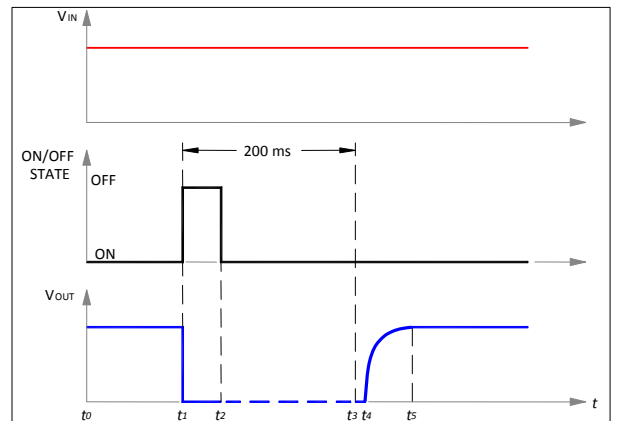 VIN
ON/OFF
STATE
OFF
200 ms
ON
VOUT
t
t0 t1 t2 t3 t4 t5